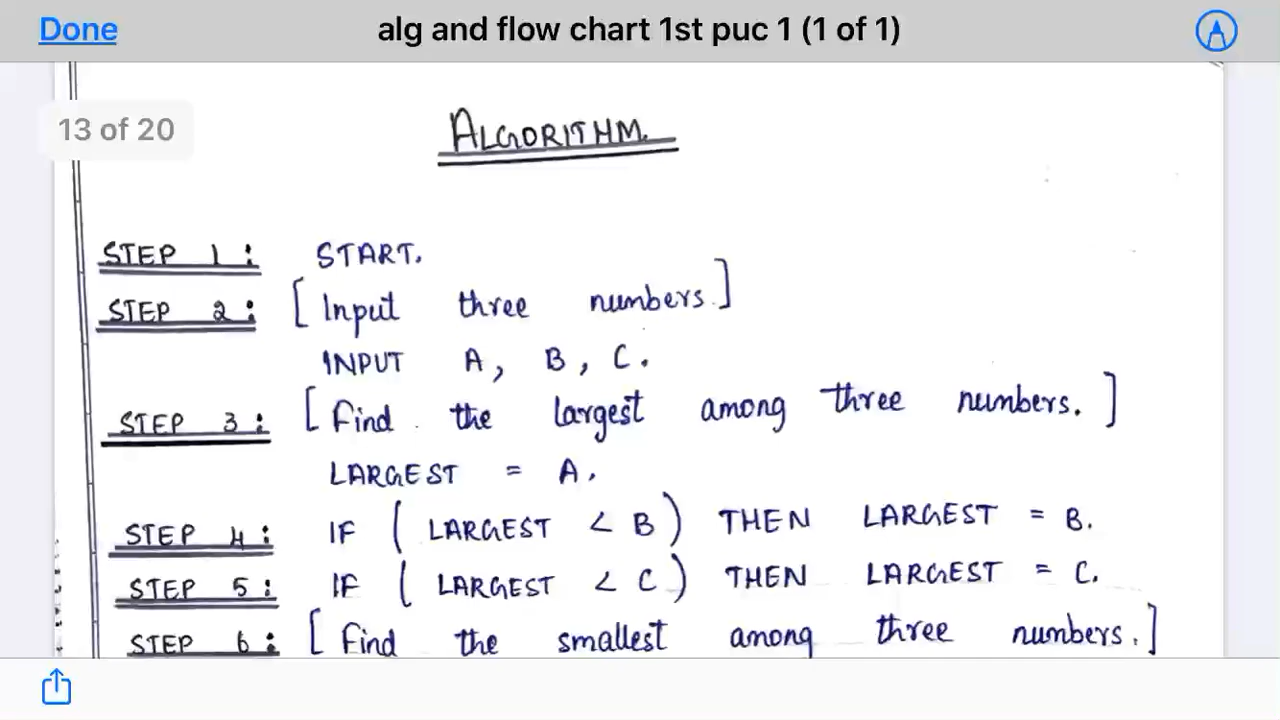 Done
alg and flow chart 1st puc 1 (1 of 1)
13 of 20
ALGORITHM.
STEP 1: START.
STEP 2: [Input three numbers.]
INPUT A, B, C.
STEP 3: [Find the largest among three numbers.]
LARGEST = A.
STEP 4: IF (LARGEST < B) THEN LARGEST = B.
STEP 5: IF (LARGEST < C) THEN LARGEST = C.
STEP 6: [Find the smallest among three numbers.]